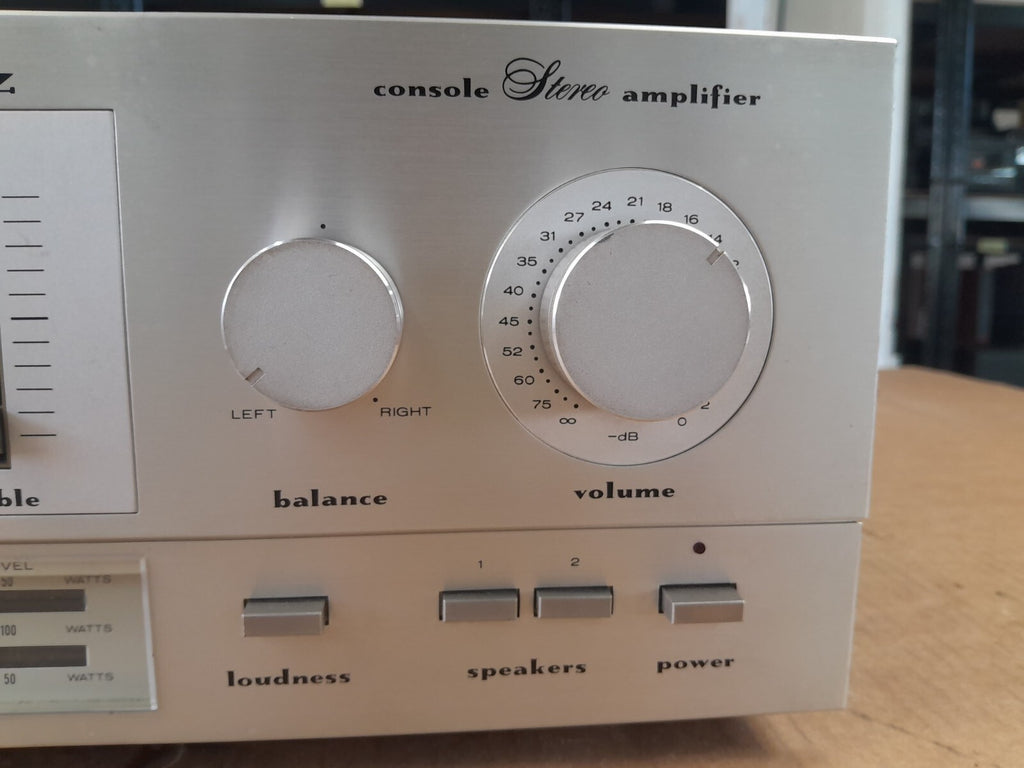 console Stereo amplifier
21
24
18
27
16
31
14
35
40
45
52
60
75
2
∞
0
-dB
LEFT
RIGHT
balance
volume
1
2
50
WATTS
100
WATTS
50
WATTS
loudness
speakers
power